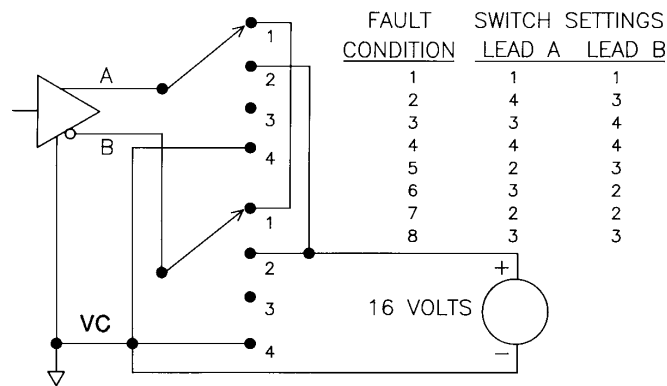 FAULT SWITCH SETTINGS
CONDITION LEAD A LEAD B
1 1 1
2 4 3
3 3 4
4 4 4
5 2 3
6 3 2
7 2 2
8 3 3
A
B
1
2
3
4
1
2
3
4
VC
+
16 VOLTS
-